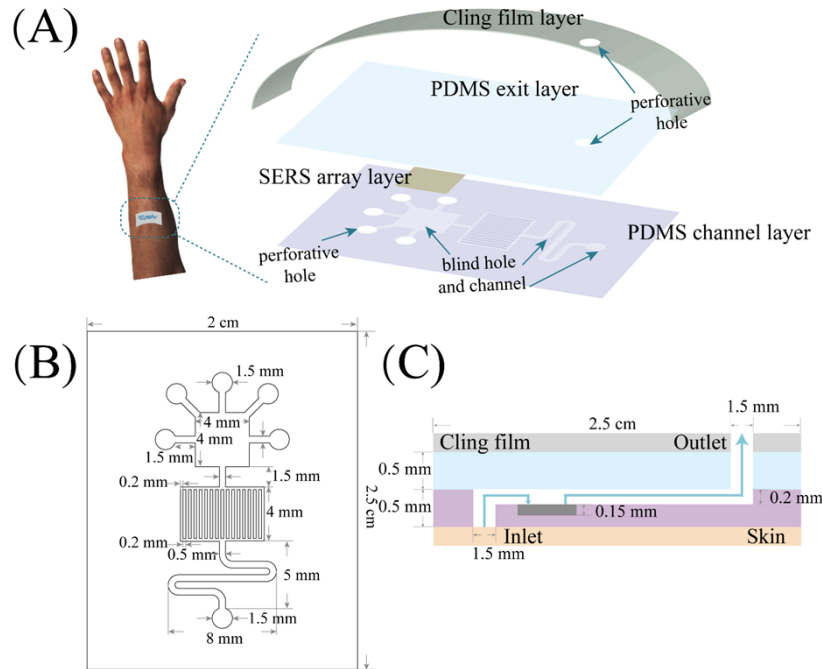 (A)
Cling film layer
PDMS exit layer
perforative
hole
SERS array layer
PDMS channel layer
perforative
hole
blind hole
and channel
(B)
2 cm
1.5 mm
4 mm
4 mm
1.5 mm
1.5 mm
0.2 mm
4 mm
2.5 cm
0.2 mm
0.5 mm
5 mm
1.5 mm
8 mm
(C)
2.5 cm
1.5 mm
Cling film
Outlet
0.5 mm
0.5 mm
0.2 mm
0.15 mm
Inlet
Skin
1.5 mm